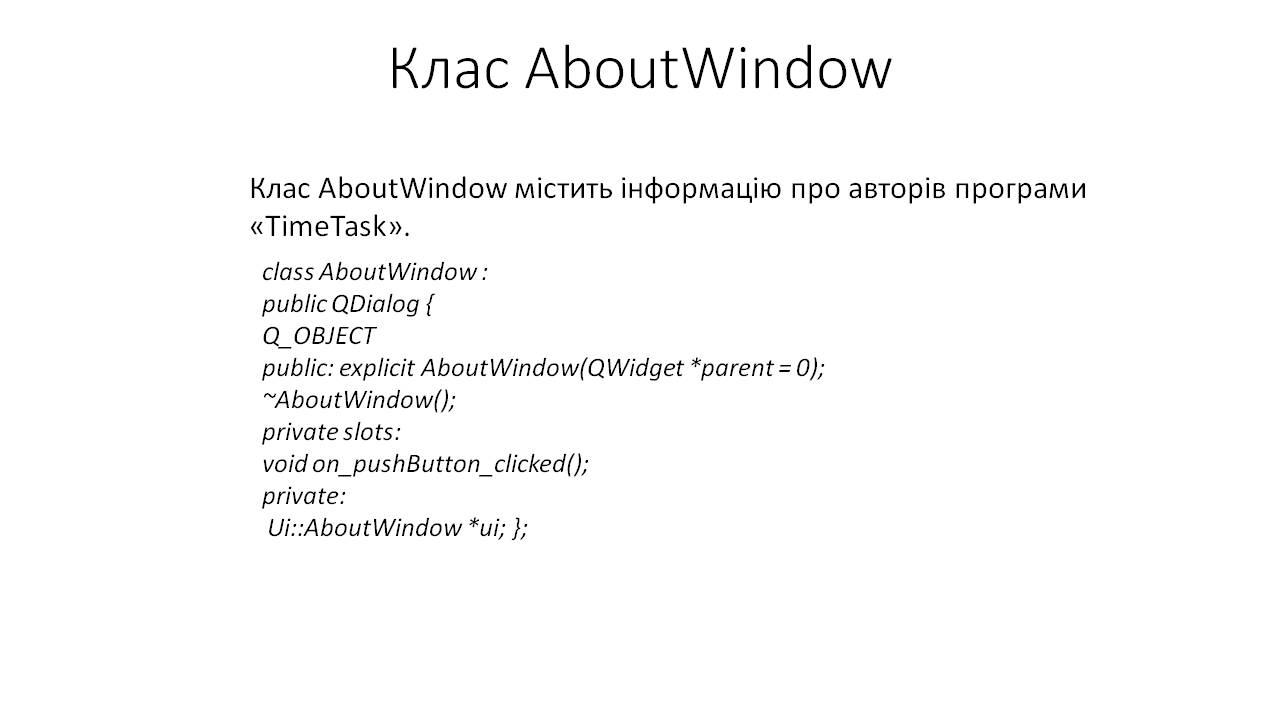 Клас AboutWindow
Клас AboutWindow містить інформацію про авторів програми
«TimeTask».
class AboutWindow :
public QDialog {
Q_OBJECT
public: explicit AboutWindow(QWidget *parent = 0);
~AboutWindow();
private slots:
void on_pushButton_clicked();
private:
Ui::AboutWindow *ui; };